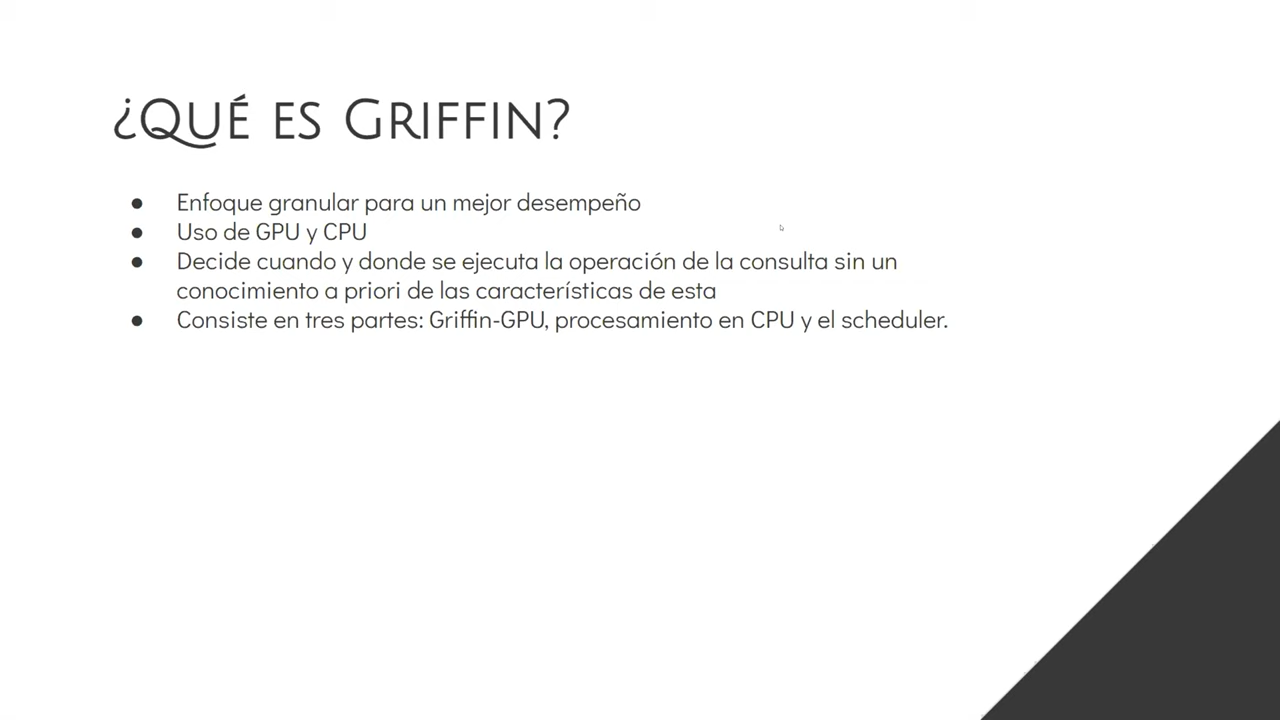 ¿Qué es Griffin?
● Enfoque granular para un mejor desempeño
● Uso de GPU y CPU
● Decide cuando y donde se ejecuta la operación de la consulta sin un
conocimiento a priori de las características de esta
● Consiste en tres partes: Griffin-GPU, procesamiento en CPU y el scheduler.